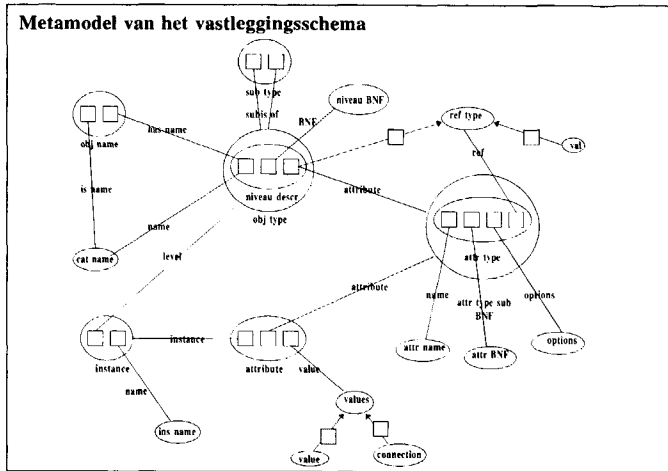 Metamodel van het vastleggingsschema
sub type
subis of
BNF
niveau BNF
ref type
val
has name
obj name
ref
is name
niveau descr
obj type
attribute
name
attr type
cat name
level
attribute
name
attr type sub
BNF
options
instance
instance
attribute
value
attr name
attr BNF
options
name
values
ins name
value
connection